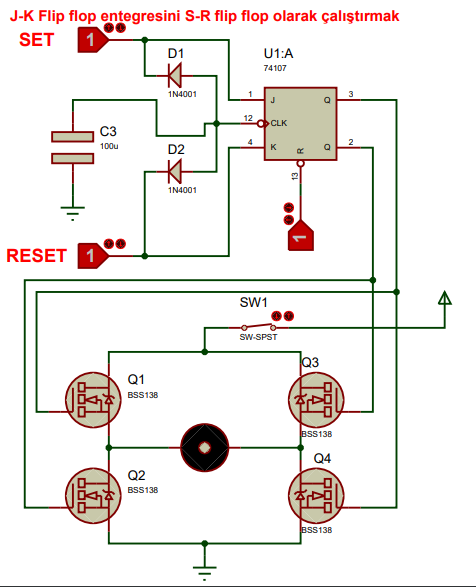 J-K Flip flop entegresini S-R flip flop olarak çalıştırmak
SET
1
D1
1N4001
U1:A
74107
1
J
Q
3
12
CLK
4
K
Q
2
R
13
C3
100u
D2
1N4001
RESET
1
1
SW1
SW-SPST
Q1
BSS138
Q3
BSS138
Q2
BSS138
Q4
BSS138